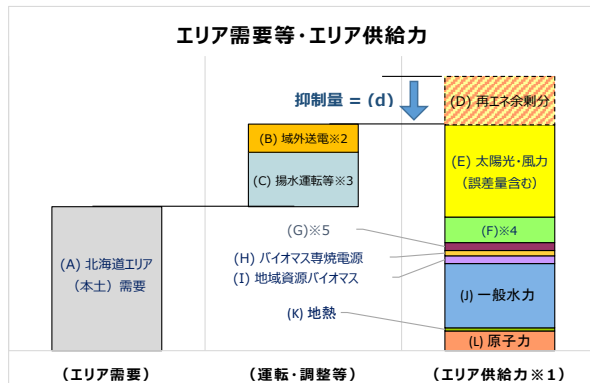 エリア需要等・エリア供給力
抑制量 = (d)
(D) 再エネ余剰分
(B) 域外送電※2
(C) 揚水運転等※3
(E) 太陽光・風力
(誤差量含む)
(A) 北海道エリア
(本土) 需要
(F)※4
(G)※5
(H) バイオマス専焼電源
(I) 地域資源バイオマス
(J) 一般水力
(K) 地熱
(L) 原子力
(エリア需要)
(運転・調整等)
(エリア供給力※1)